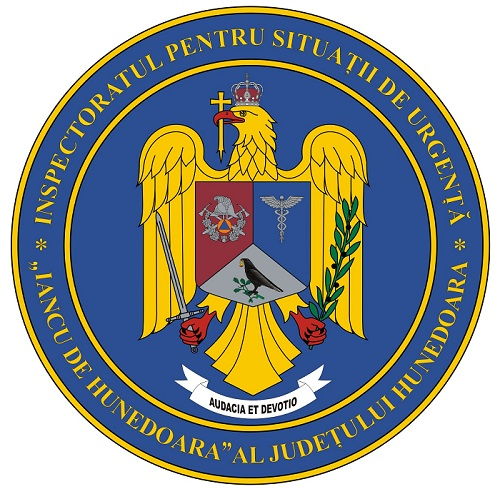 * INSPECTORATUL PENTRU SITUAȚII DE URGENȚĂ *
„IANCU DE HUNEDOARA” AL JUDEȚULUI HUNEDOARA
AUDACIA ET DEVOTIO